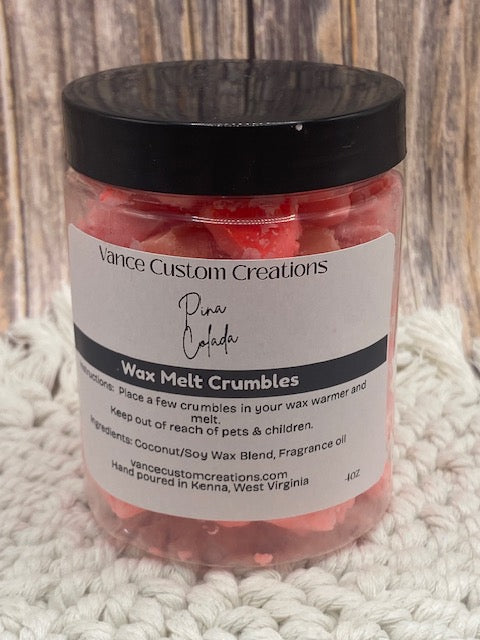 Vance Custom Creations
Pina
Colada
Wax Melt Crumbles
Instructions: Place a few crumbles in your wax warmer and
melt.
Keep out of reach of pets & children.
Ingredients: Coconut/Soy Wax Blend, Fragrance oil
vancecustomcreations.com
Hand poured in Kenna, West Virginia
4OZ